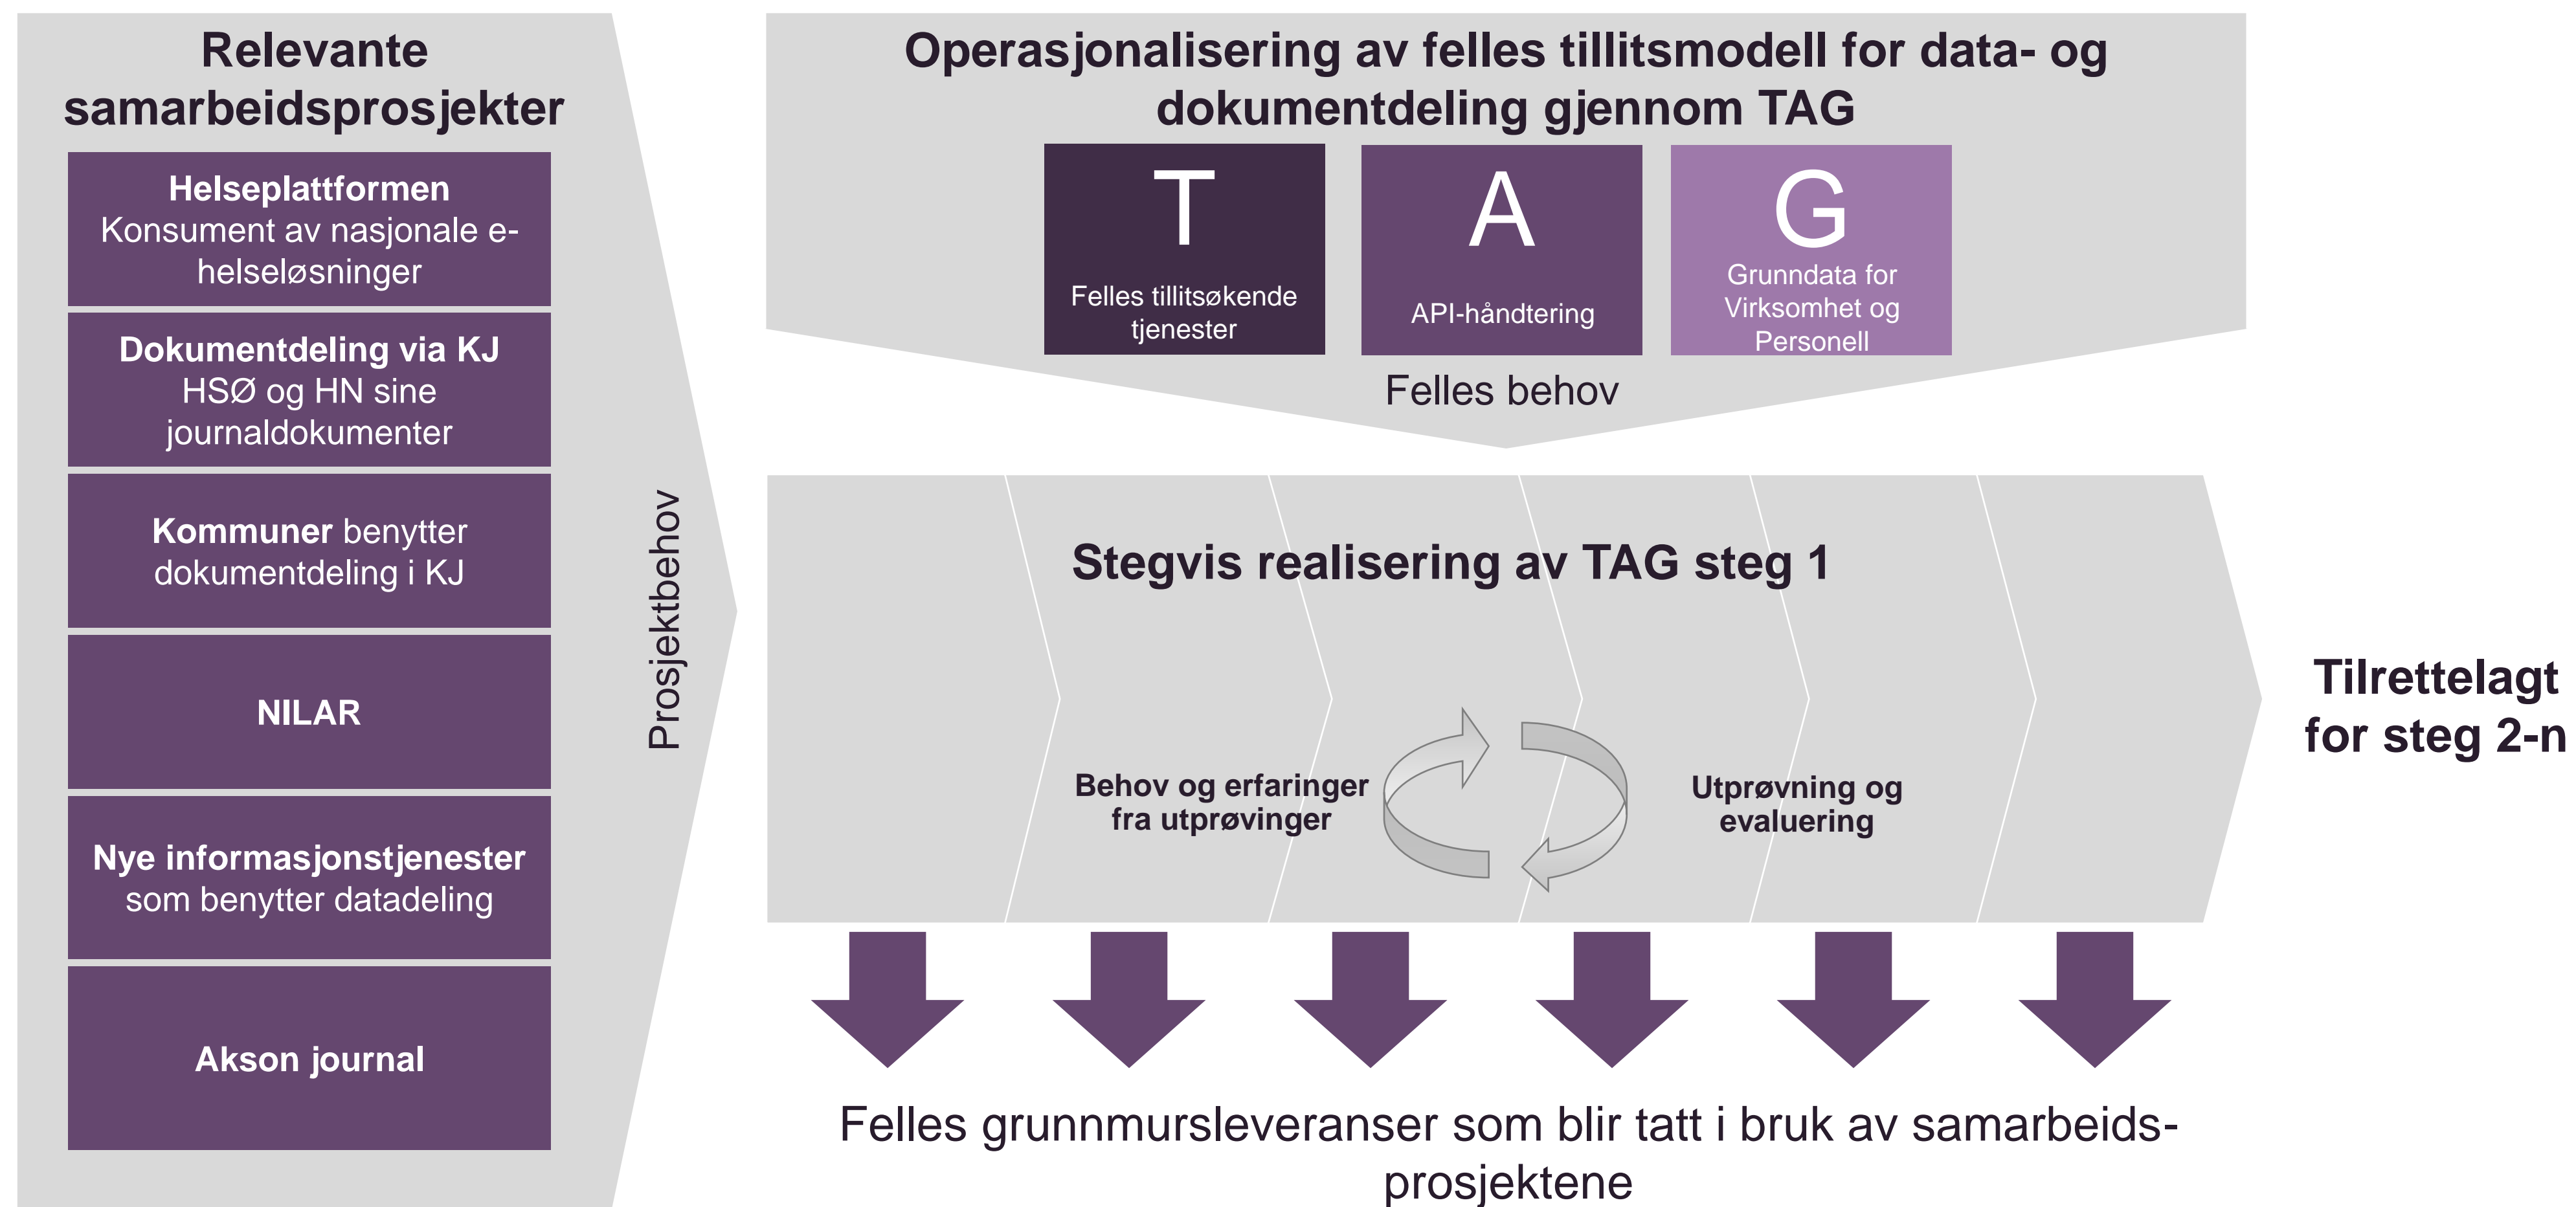 Relevante
samarbeidsprosjekter
Helseplattformen
Konsument av nasjonale e-
helseløsninger
Dokumentdeling via KJ
HSØ og HN sine
journaldokumenter
Kommuner benytter
dokumentdeling i KJ
NILAR
Nye informasjonstjenester
som benytter datadeling
Akson journal
Prosjektbehov
Operasjonalisering av felles tillitsmodell for data- og
dokumentdeling gjennom TAG
T
Felles tillitsøkende
tjenester
A
API-håndtering
G
Grunndata for
Virksomhet og
Personell
Felles behov
Stegvis realisering av TAG steg 1
Behov og erfaringer
fra utprøvinger
Utprøvning og
evaluering
Tilrettelagt
for steg 2-n
Felles grunnmursleveranser som blir tatt i bruk av samarbeids-
prosjektene